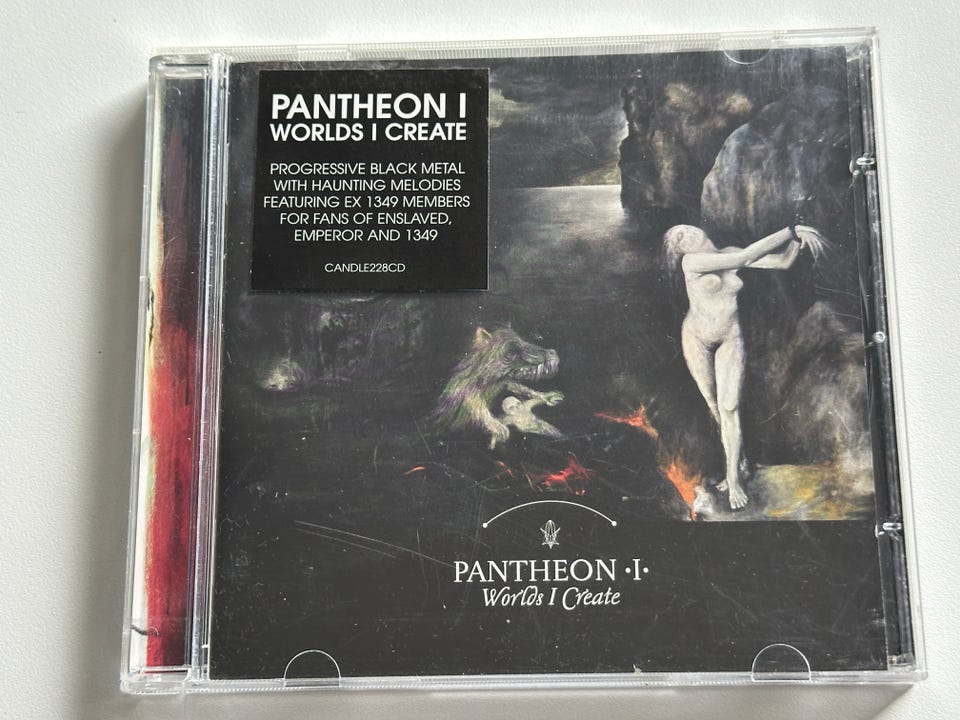 PANTHEON I
WORLDS I CREATE
PROGRESSIVE BLACK METAL
WITH HAUNTING MELODIES
FEATURING EX 1349 MEMBERS
FOR FANS OF ENSLAVED,
EMPEROR AND 1349
CANDLE228CD
PANTHEON •I•
Worlds I Create